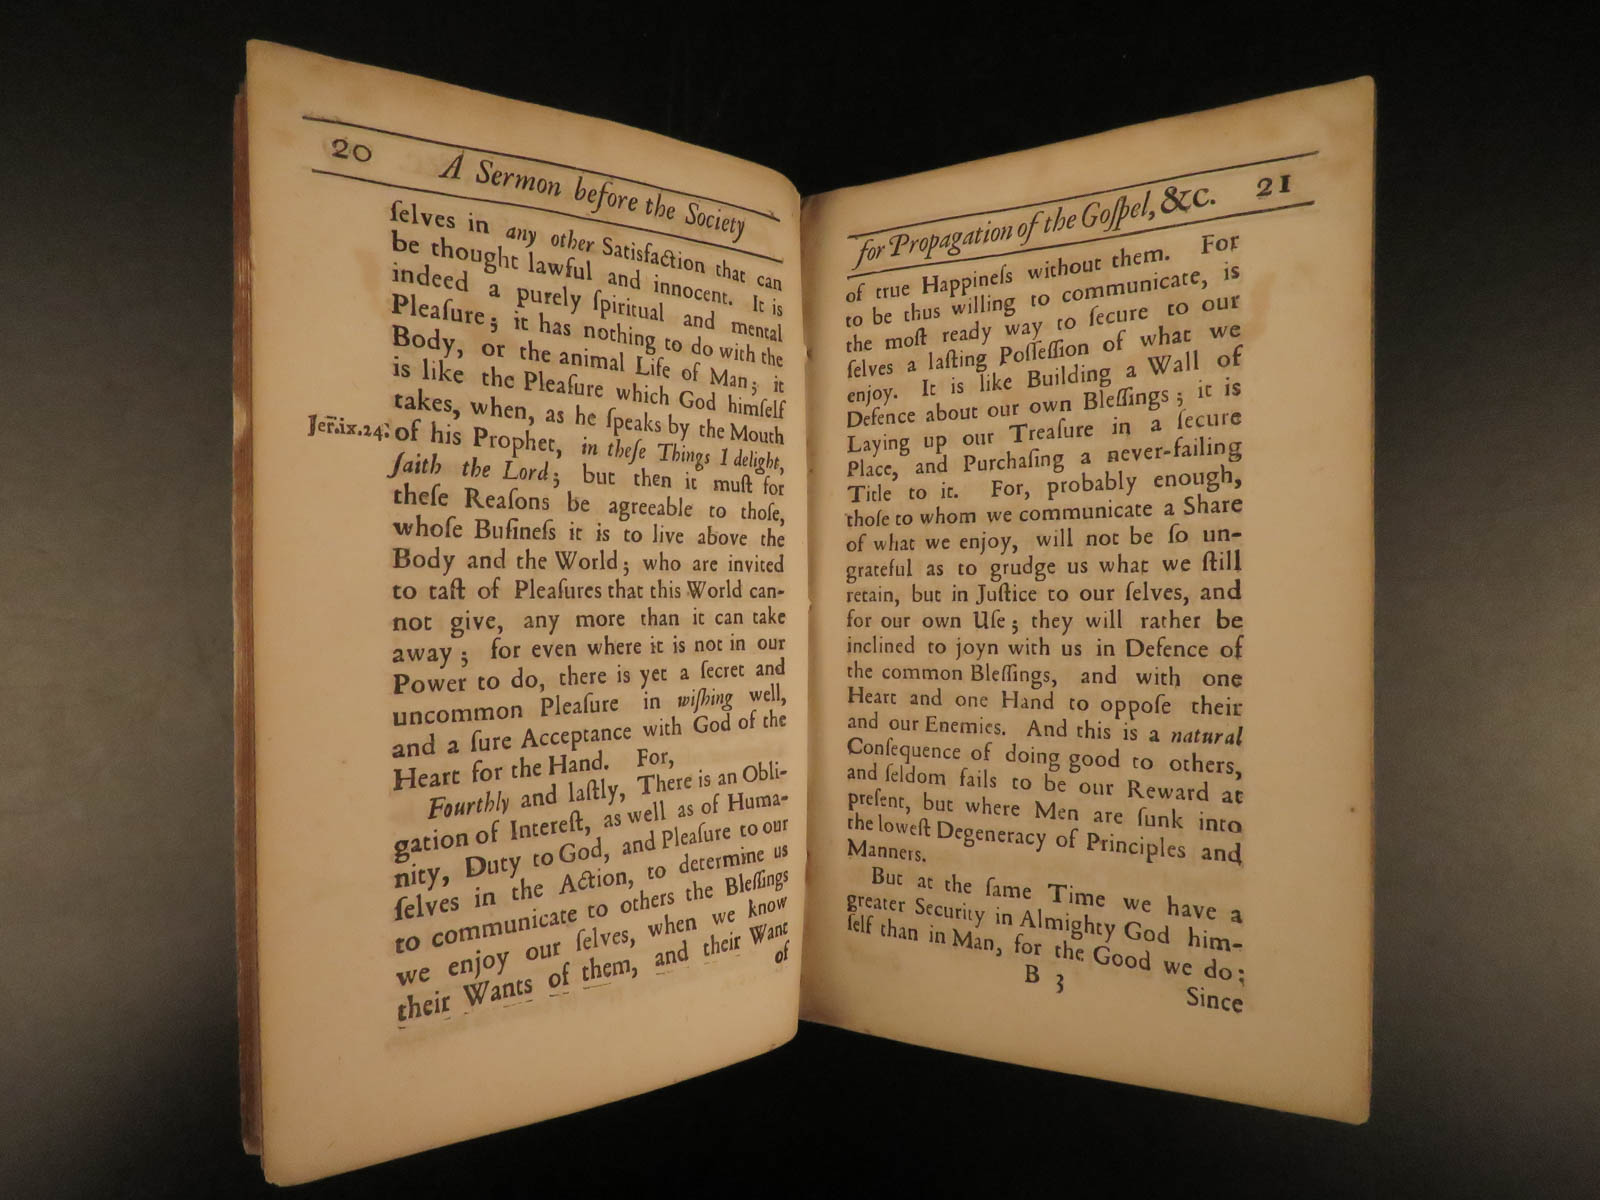 20 A Sermon before the Society
ſelves in any other Satisfaction that can
be thought lawful and innocent. It is
indeed a purely ſpiritual and mental
Pleaſure; it has nothing to do with the
Body, or the animal Life of Man; it
is like the Pleaſure which God himſelf
takes, when, as he ſpeaks by the Mouth
Jer. ix. 24. of his Prophet, in theſe Things I delight,
ſaith the Lord; but then it muſt for
theſe Reaſons be agreeable to thoſe,
whoſe Buſineſs it is to live above the
Body and the World; who are invited
to taſt of Pleaſures that this World can-
not give, any more than it can take
away; for even where it is not in our
Power to do, there is yet a ſecret and
uncommon Pleaſure in wiſhing well,
and a ſure Acceptance with God of the
Heart for the Hand. For,
Fourthly and laſtly, There is an Obli-
gation of Intereſt, as well as of Huma-
nity, Duty to God, and Pleaſure to our
ſelves in the Action, to determine us
to communicate to others the Bleſſings
we enjoy our ſelves, when we know
their Wants of them, and their Want
of
for Propagation of the Goſpel, &c. 21
of true Happineſs without them. For
to be thus willing to communicate, is
the moſt ready way to ſecure to our
ſelves a laſting Poſſeſſion of what we
enjoy. It is like Building a Wall of
Defence about our own Bleſſings; it is
Laying up our Treaſure in a ſecure
Place, and Purchaſing a never-failing
Title to it. For, probably enough,
thoſe to whom we communicate a Share
of what we enjoy, will not be ſo un-
grateful as to grudge us what we ſtill
retain, but in Juſtice to our ſelves, and
for our own Uſe; they will rather be
inclined to joyn with us in Defence of
the common Bleſſings, and with one
Heart and one Hand to oppoſe their
and our Enemies. And this is a natural
Conſequence of doing good to others,
and ſeldom fails to be our Reward at
preſent, but where Men are ſunk into
the loweſt Degeneracy of Principles and
Manners.
But at the ſame Time we have a
greater Security in Almighty God him-
ſelf than in Man, for the Good we do;
B 3 Since